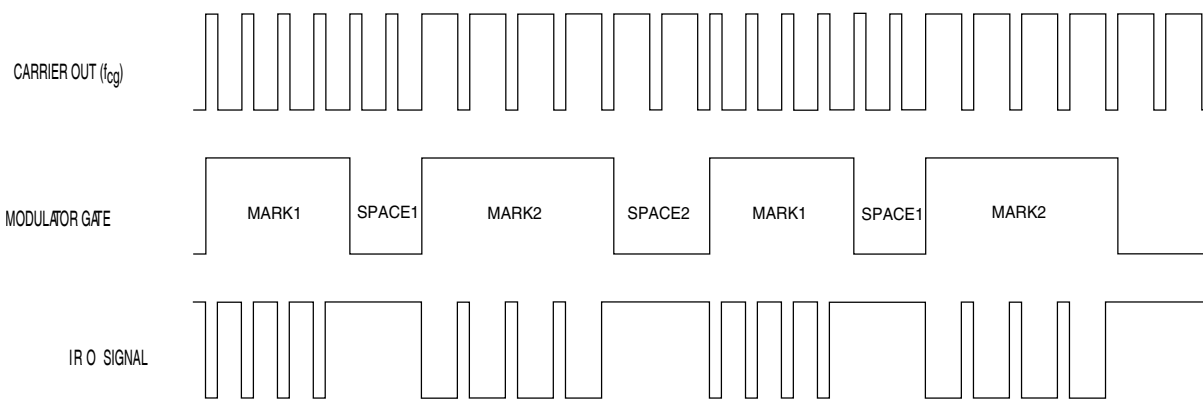 CARRIER OUT (fcg)
MARK1 SPACE1 MARK2 SPACE2 MARK1 SPACE1 MARK2
MODULATOR GATE
IR O SIGNAL